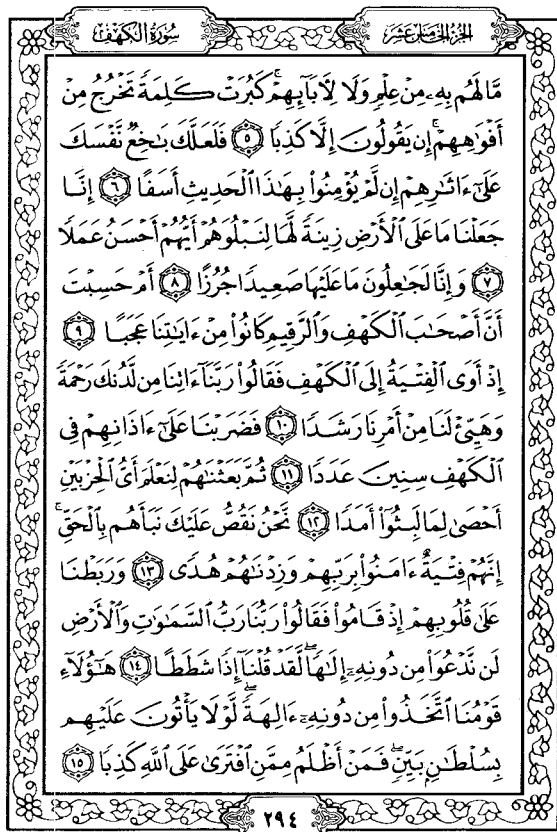 الجزء الخامس عشر
سورة الكهف
مَّا لَهُم بِهِۦ مِنْ عِلْمٍ وَلَا لِأَبَآئِهِمْ ۚ كَبُرَتْ كَلِمَةً تَخْرُجُ مِنْ
أَفْوَٰهِهِمْ ۚ إِن يَقُولُونَ إِلَّا كَذِبًا ٥ فَلَعَلَّكَ بَٰخِعٌ نَّفْسَكَ
عَلَىٰٓ ءَاثَٰرِهِمْ إِن لَّمْ يُؤْمِنُوا۟ بِهَٰذَا ٱلْحَدِيثِ أَسَفًا ٦ إِنَّا
جَعَلْنَا مَا عَلَى ٱلْأَرْضِ زِينَةً لَّهَا لِنَبْلُوَهُمْ أَيُّهُمْ أَحْسَنُ عَمَلًا
٧ وَإِنَّا لَجَٰعِلُونَ مَا عَلَيْهَا صَعِيدًا جُرُزًا ٨ أَمْ حَسِبْتَ
أَنَّ أَصْحَٰبَ ٱلْكَهْفِ وَٱلرَّقِيمِ كَانُوا۟ مِنْ ءَايَٰتِنَا عَجَبًا ٩
إِذْ أَوَى ٱلْفِتْيَةُ إِلَى ٱلْكَهْفِ فَقَالُوا۟ رَبَّنَآ ءَاتِنَا مِن لَّدُنكَ رَحْمَةً
وَهَيِّئْ لَنَا مِنْ أَمْرِنَا رَشَدًا ١٠ فَضَرَبْنَا عَلَىٰٓ ءَاذَانِهِمْ فِى
ٱلْكَهْفِ سِنِينَ عَدَدًا ١١ ثُمَّ بَعَثْنَٰهُمْ لِنَعْلَمَ أَىُّ ٱلْحِزْبَيْنِ
أَحْصَىٰ لِمَا لَبِثُوٓا۟ أَمَدًا ١٢ نَّحْنُ نَقُصُّ عَلَيْكَ نَبَأَهُم بِٱلْحَقِّ ۚ
إِنَّهُمْ فِتْيَةٌ ءَامَنُوا۟ بِرَبِّهِمْ وَزِدْنَٰهُمْ هُدًى ١٣ وَرَبَطْنَا
عَلَىٰ قُلُوبِهِمْ إِذْ قَامُوا۟ فَقَالُوا۟ رَبُّنَا رَبُّ ٱلسَّمَٰوَٰتِ وَٱلْأَرْضِ
لَن نَّدْعُوَا۟ مِن دُونِهِۦٓ إِلَٰهًا ۖ لَّقَدْ قُلْنَآ إِذًا شَطَطًا ١٤ هَٰٓؤُلَآءِ
قَوْمُنَا ٱتَّخَذُوا۟ مِن دُونِهِۦٓ ءَالِهَةً ۖ لَّوْلَا يَأْتُونَ عَلَيْهِم
بِسُلْطَٰنٍۭ بَيِّنٍ ۖ فَمَنْ أَظْلَمُ مِمَّنِ ٱفْتَرَىٰ عَلَى ٱللَّهِ كَذِبًا ١٥
٢٩٤